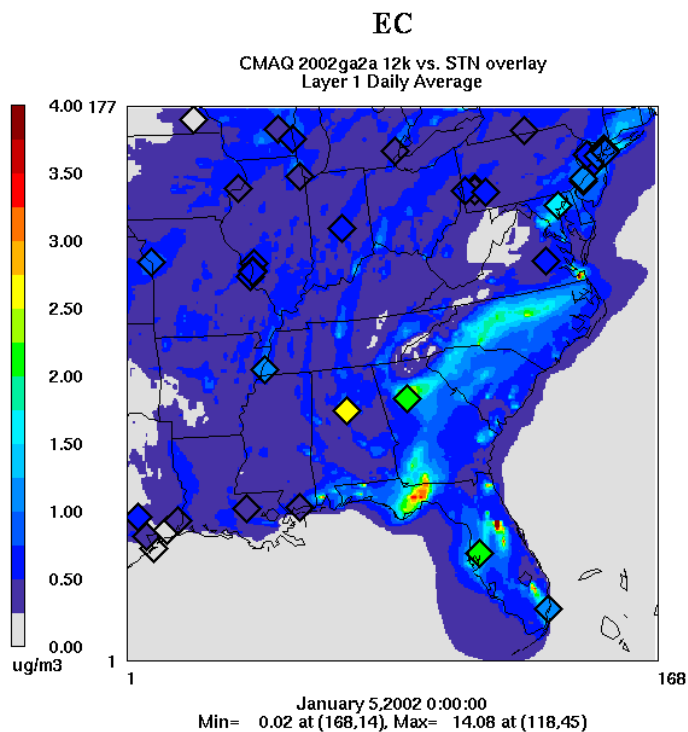 EC
CMAQ 2002ga2a 12k vs. STN overlay
Layer 1 Daily Average
4.00
3.50
3.00
2.50
2.00
1.50
1.00
0.50
0.00
ug/m3
177
1
1
168
January 5,2002 0:00:00
Min= 0.02 at (168,14), Max= 14.08 at (118,45)